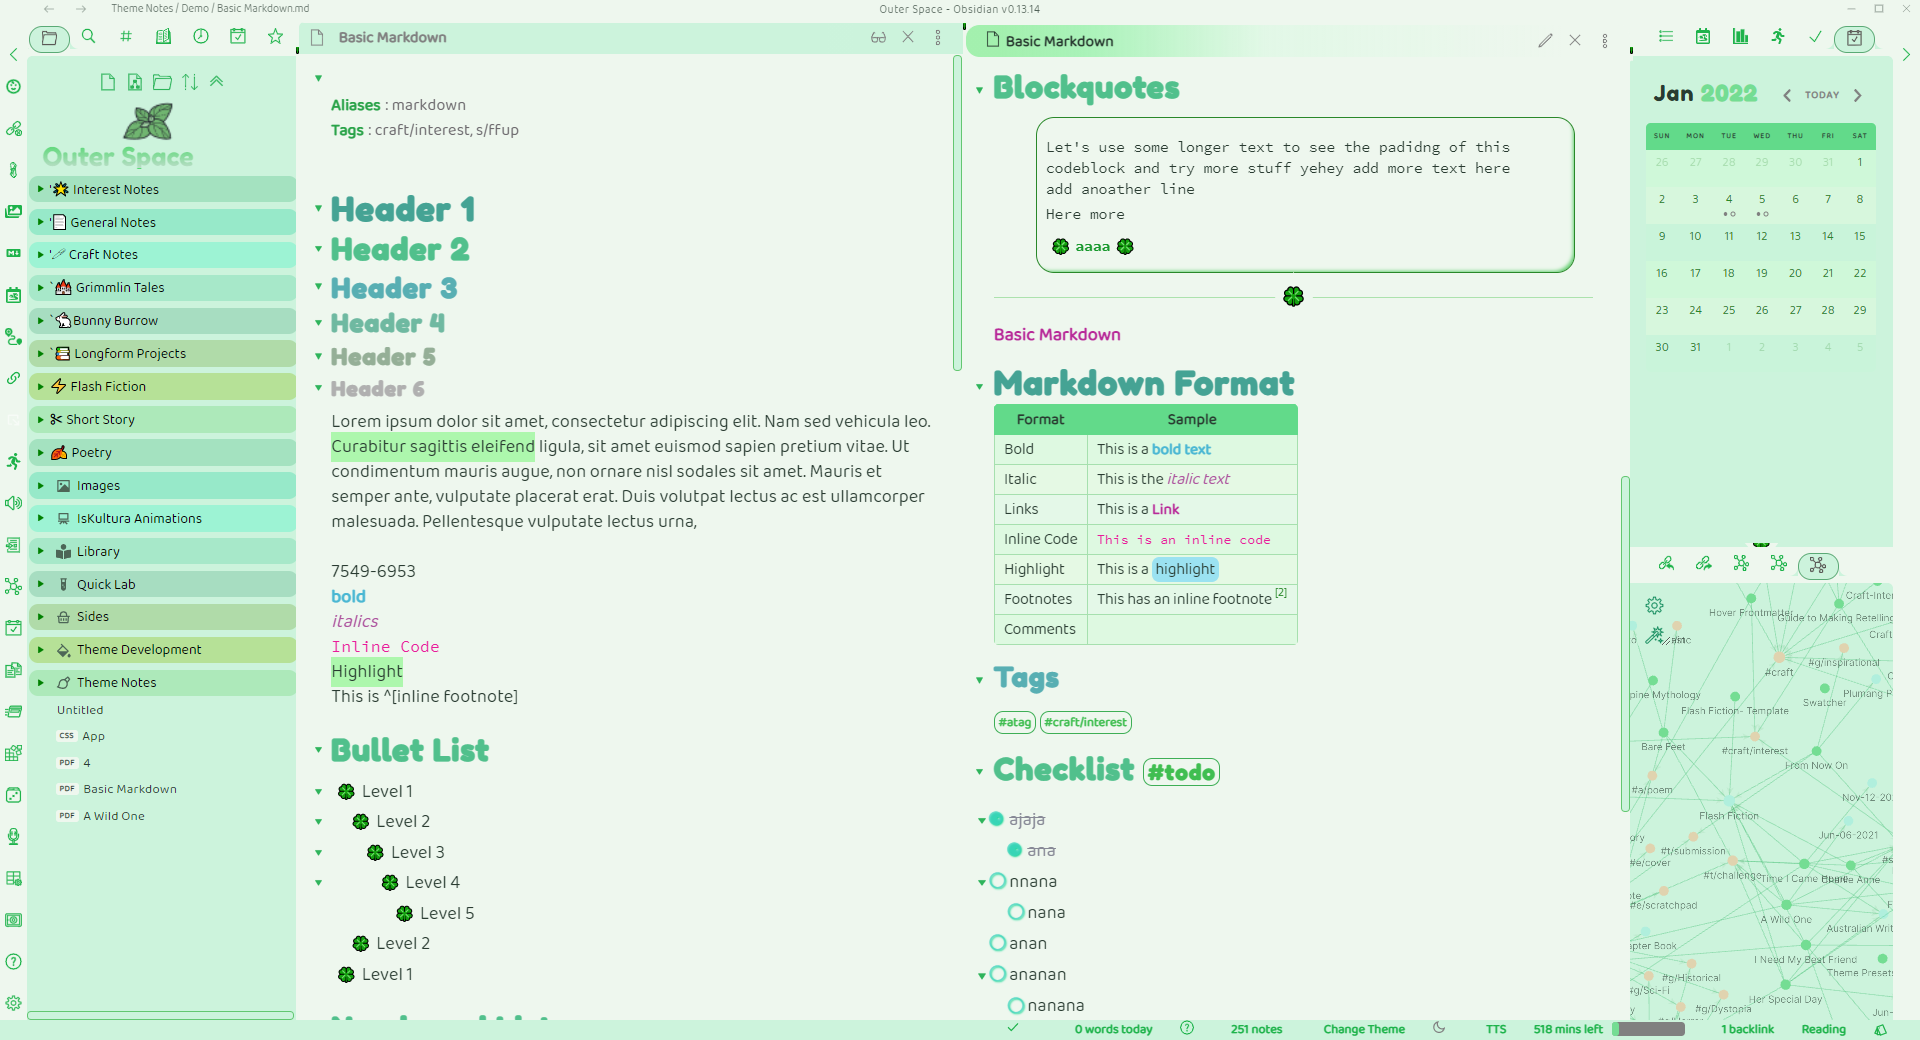 Theme Notes / Demo / Basic Markdown.md
Outer Space - Obsidian v0.13.14
Outer Space
Interest Notes
General Notes
Craft Notes
Grimmlin Tales
Bunny Burrow
Longform Projects
Flash Fiction
Short Story
Poetry
Images
IsKultura Animations
Library
Quick Lab
Sides
Theme Development
Theme Notes
Untitled
CSS App
PDF 4
PDF Basic Markdown
PDF A Wild One
Basic Markdown
Aliases : markdown
Tags : craft/interest, s/ffup
Header 1
Header 2
Header 3
Header 4
Header 5
Header 6
Lorem ipsum dolor sit amet, consectetur adipiscing elit. Nam sed vehicula leo.
Curabitur sagittis eleifend ligula, sit amet euismod sapien pretium vitae. Ut
condimentum mauris augue, non ornare nisl sodales sit amet. Mauris et
semper ante, vulputate placerat erat. Duis volutpat lectus ac est ullamcorper
malesuada. Pellentesque vulputate lectus urna,
7549-6953
bold
italics
Inline Code
Highlight
This is ^[inline footnote]
Bullet List
Level 1
Level 2
Level 3
Level 4
Level 5
Level 2
Level 1
Basic Markdown
Blockquotes
Let's use some longer text to see the padidng of this
codeblock and try more stuff yehey add more text here
add anoather line
Here more
aaaa
Basic Markdown
Markdown Format
Format Sample
Bold This is a bold text
Italic This is the italic text
Links This is a Link
Inline Code This is an inline code
Highlight This is a highlight
Footnotes This has an inline footnote [2]
Comments
Tags
#atag #craft/interest
Checklist #todo
ajaja
ana
nnana
nana
anan
ananan
nanana
Jan 2022 TODAY
SUN MON TUE WED THU FRI SAT
26 27 28 29 30 31 1
2 3 4 5 6 7 8
9 10 11 12 13 14 15
16 17 18 19 20 21 22
23 24 25 26 27 28 29
30 31 1 2 3 4 5
Craft-Inter
Hover Frontmatter
Guide to Making Retelling
Craft
#g/inspirational
#craft
pine Mythology
Plumang P
Swatcher
Flash Fiction- Template
Bare Feet
#craft/interest
From Now On
#a/poem
Nov-12-20
Flash Fiction
Jun-06-2021
ory
#t/submission
#e/cover
#t/challenge
Time I Came Home
Charlie Anne
#e/scratchpad
A Wild One
Australian Writ
apter Book
I Need My Best Friend
Theme Presets
#g/Historical
#g/Sci-Fi
Her Special Day
#g/Dystopia
Jun-
0 words today
251 notes
Change Theme
TTS
518 mins left
1 backlink
Reading